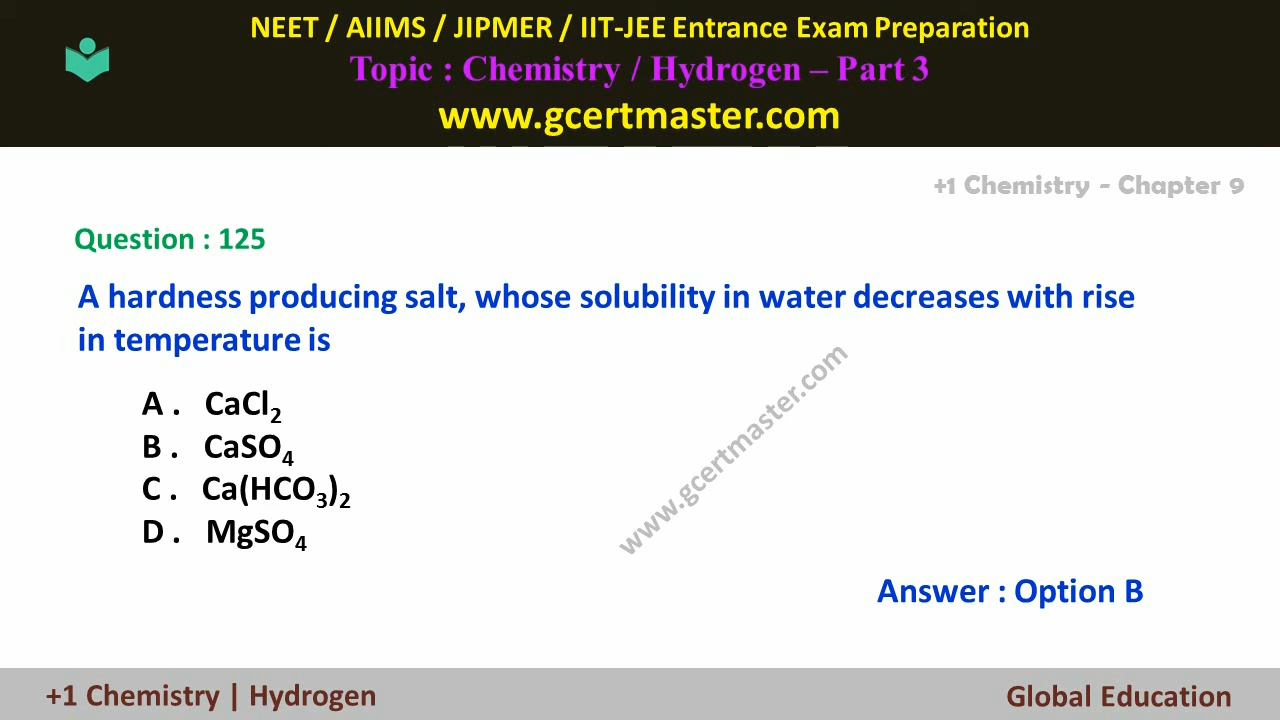 NEET / AIIMS / JIPMER / IIT-JEE Entrance Exam Preparation
Topic : Chemistry / Hydrogen – Part 3
www.gcertmaster.com
+1 Chemistry - Chapter 9
Question : 125
A hardness producing salt, whose solubility in water decreases with rise
in temperature is
A . CaCl₂
B . CaSO₄
C . Ca(HCO₃)₂
D . MgSO₄
www.gcertmaster.com
Answer : Option B
+1 Chemistry | Hydrogen
Global Education